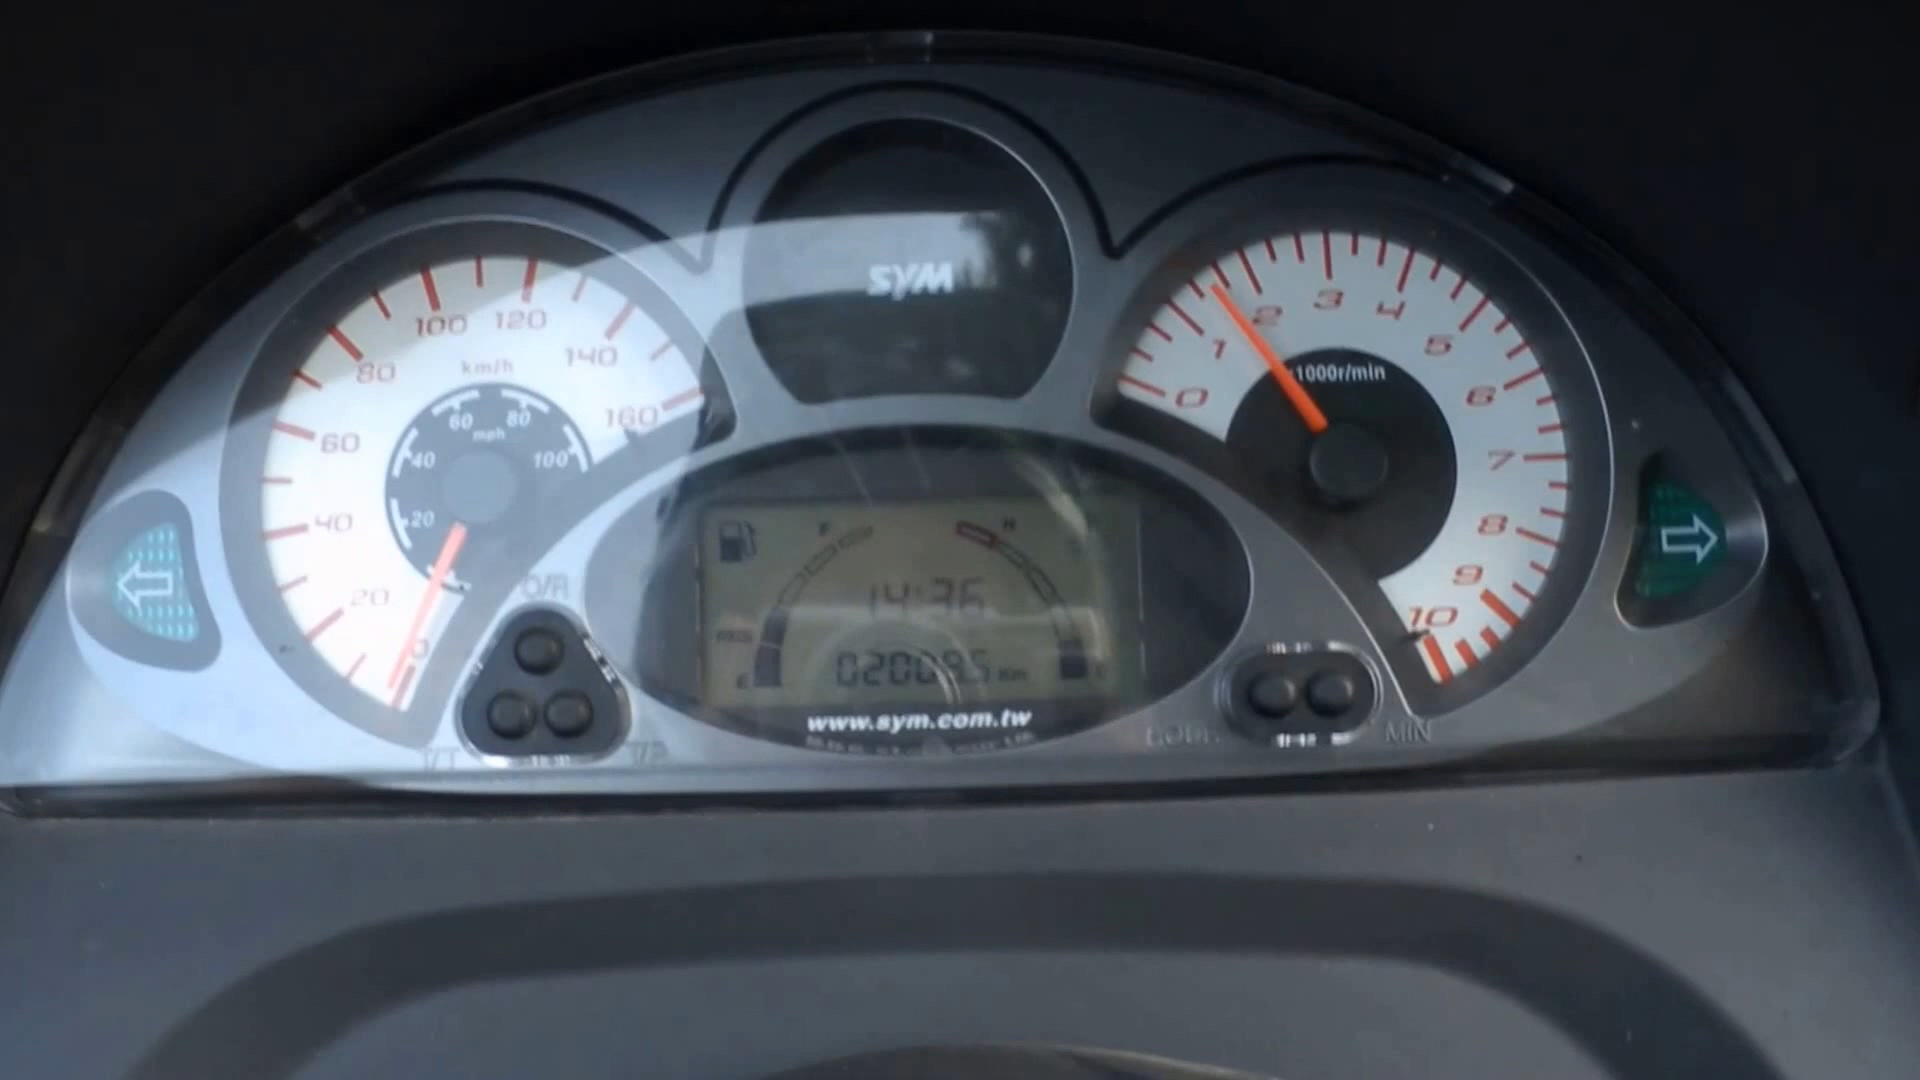 SYM
0 20 40 60 80 100 120 140 160
km/h
20 40 60 80 100
mph
0 1 2 3 4 5 6 7 8 9 10
1000r/min
F
H
14:36
E
Km
www.sym.com.tw
O/A
MIN